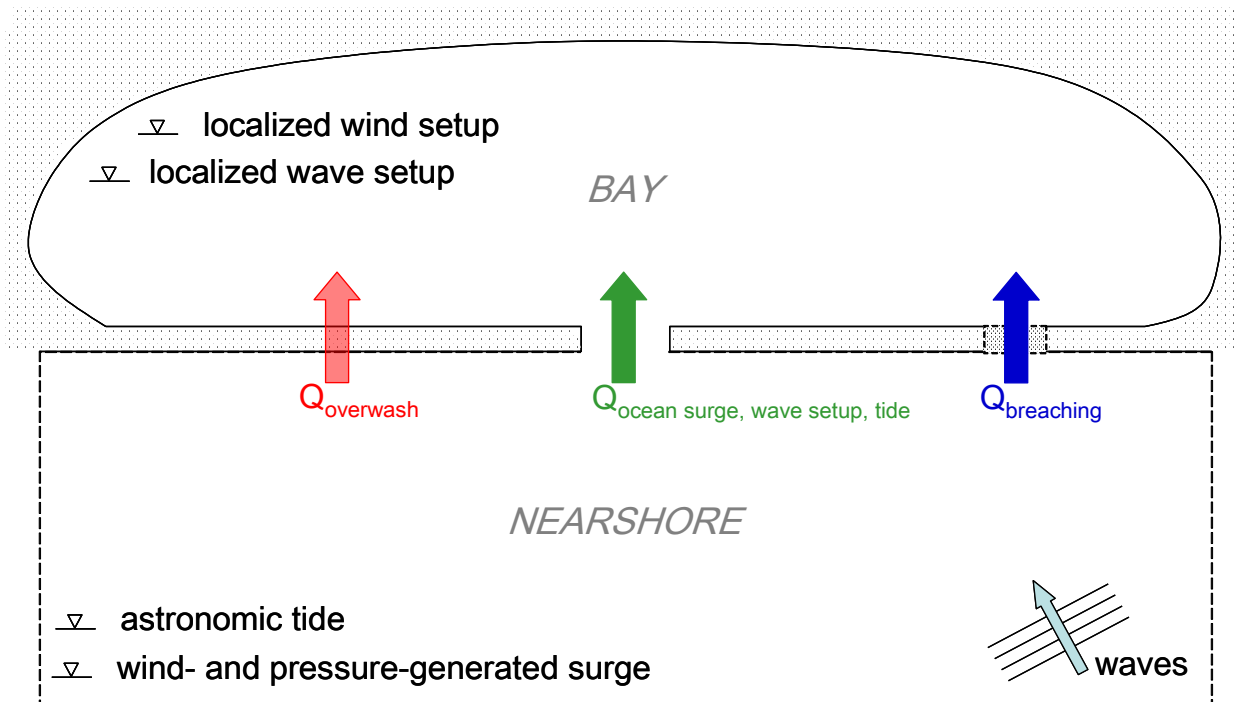 localized wind setup
localized wave setup
BAY
Qoverwash
Qocean surge, wave setup, tide
Qbreaching
NEARSHORE
astronomic tide
wind- and pressure-generated surge
waves